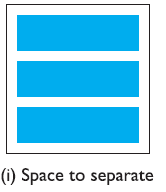 (i) Space to separate